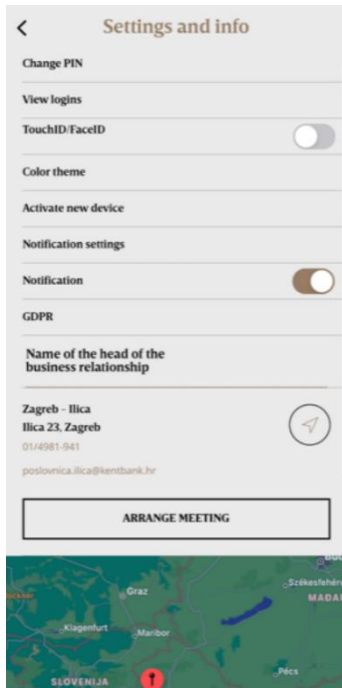 Settings and info
Change PIN
View logins
TouchID/FaceID
Color theme
Activate new device
Notification settings
Notification
GDPR
Name of the head of the
business relationship
Zagreb - Ilica
Ilica 23, Zagreb
01/4981-941
poslovnica.ilica@kentbank.hr
ARRANGE MEETING
Graz
Székesfehérv
MAĐAR
Klagenfurt
Maribor
Pécs
SLOVENIJA